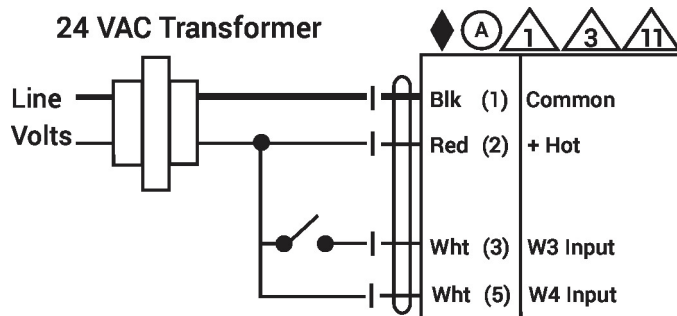 24 VAC Transformer
A 1 3 11
Line
Volts
Blk (1) Common
Red (2) + Hot
Wht (3) W3 Input
Wht (5) W4 Input